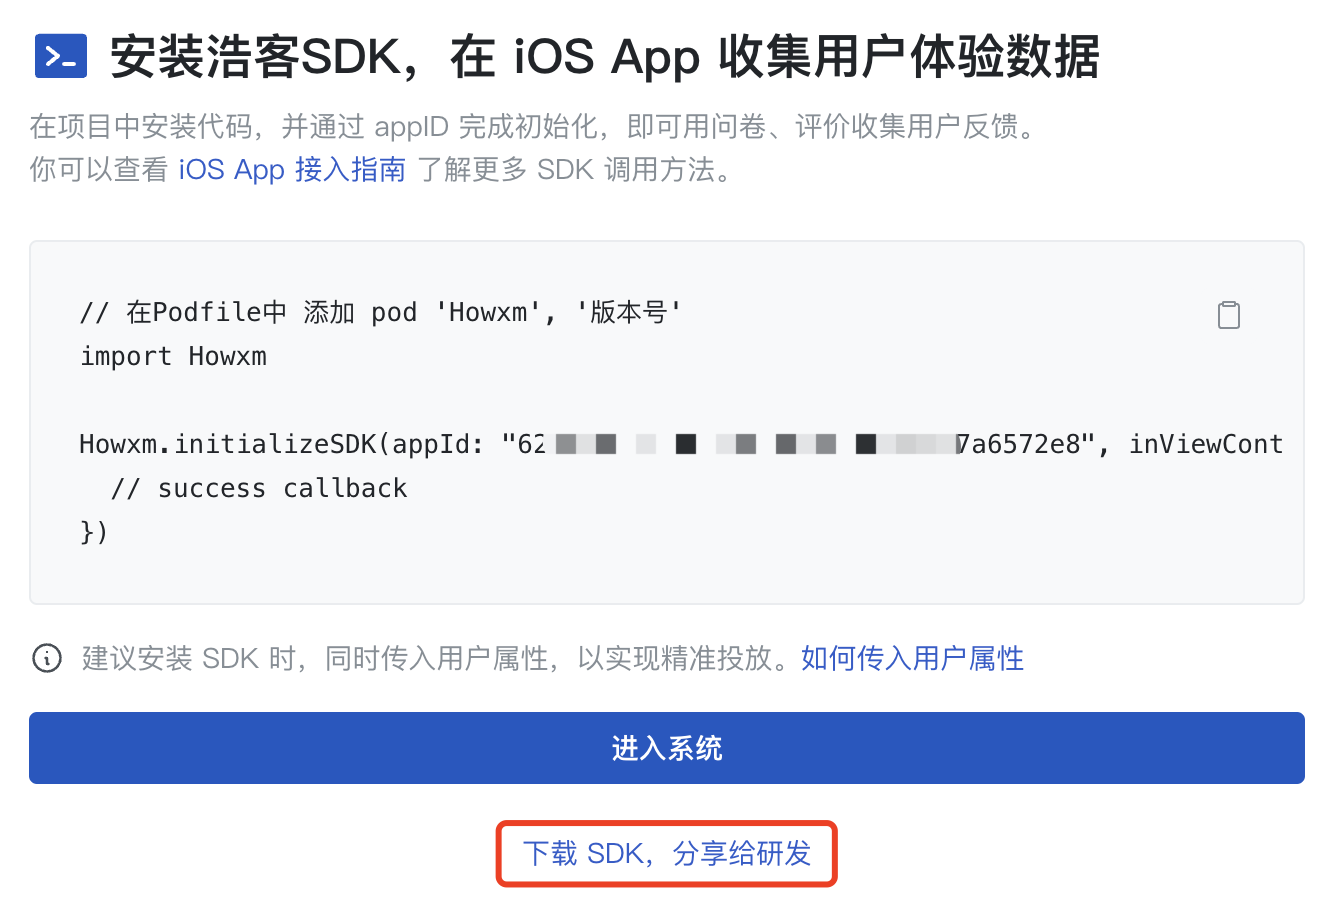 安装浩客SDK，在 iOS App 收集用户体验数据
在项目中安装代码，并通过 appID 完成初始化，即可用问卷、评价收集用户反馈。
你可以查看 iOS App 接入指南 了解更多 SDK 调用方法。
// 在Podfile中 添加 pod 'Howxm', '版本号'
import Howxm
Howxm.initializeSDK(appId: "62 7a6572e8", inViewCont
// success callback
})
建议安装 SDK 时，同时传入用户属性，以实现精准投放。如何传入用户属性
进入系统
下载 SDK，分享给研发